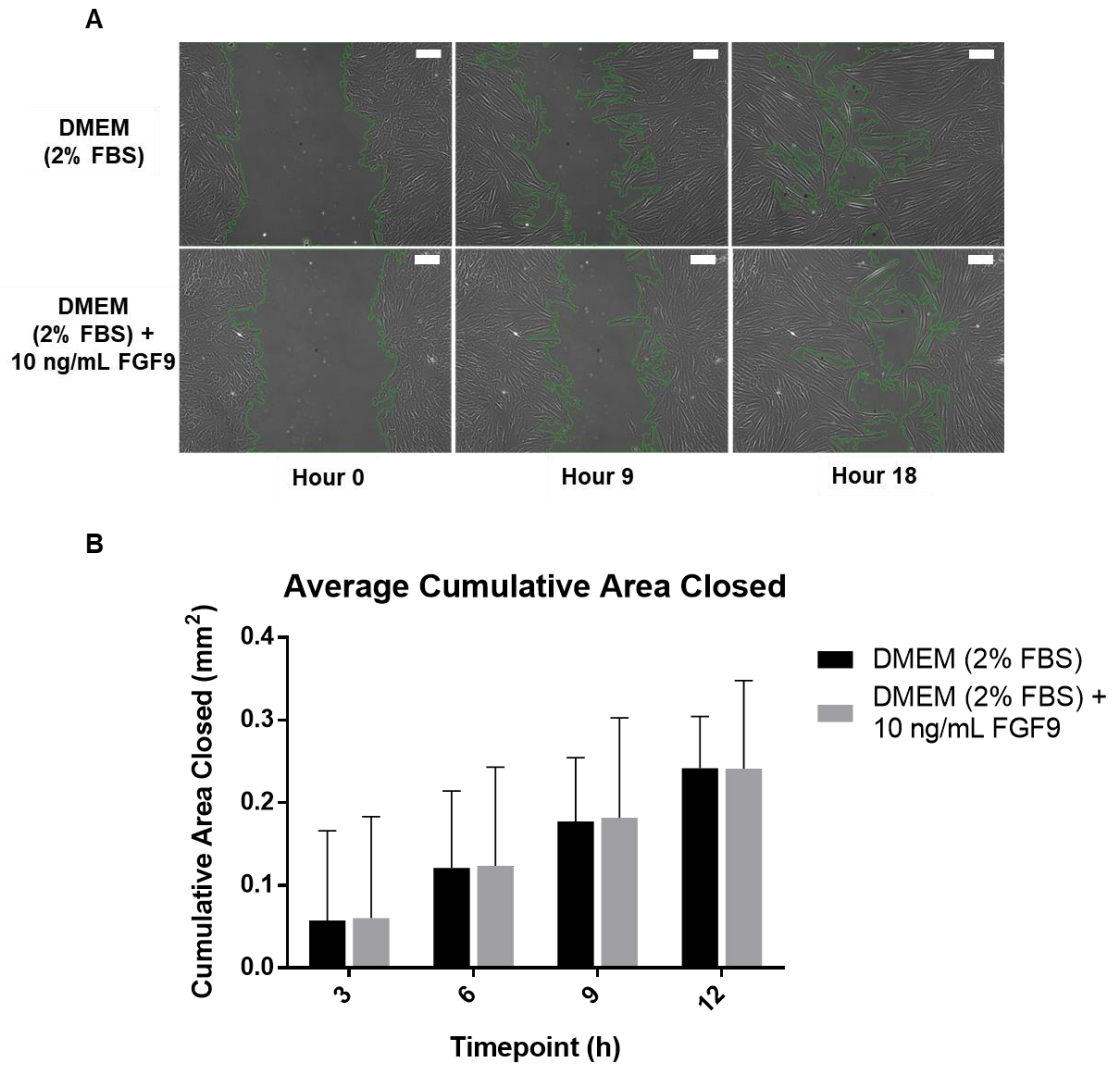 A
DMEM
(2% FBS)
DMEM
(2% FBS) +
10 ng/mL FGF9
Hour 0
Hour 9
Hour 18
B
Average Cumulative Area Closed
Cumulative Area Closed (mm²)
0.4
0.3
0.2
0.1
0.0
3
6
9
12
Timepoint (h)
DMEM (2% FBS)
DMEM (2% FBS) +
10 ng/mL FGF9